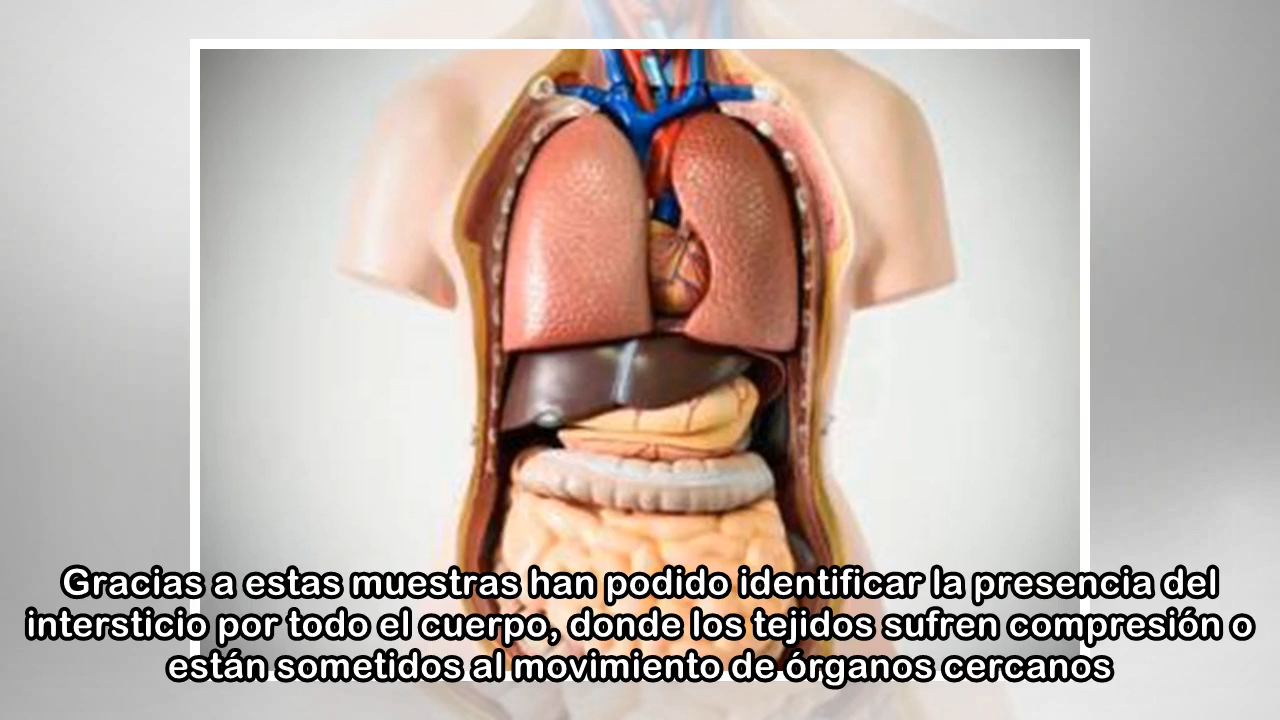 Gracias a estas muestras han podido identificar la presencia del
intersticio por todo el cuerpo, donde los tejidos sufren compresión o
están sometidos al movimiento de órganos cercanos